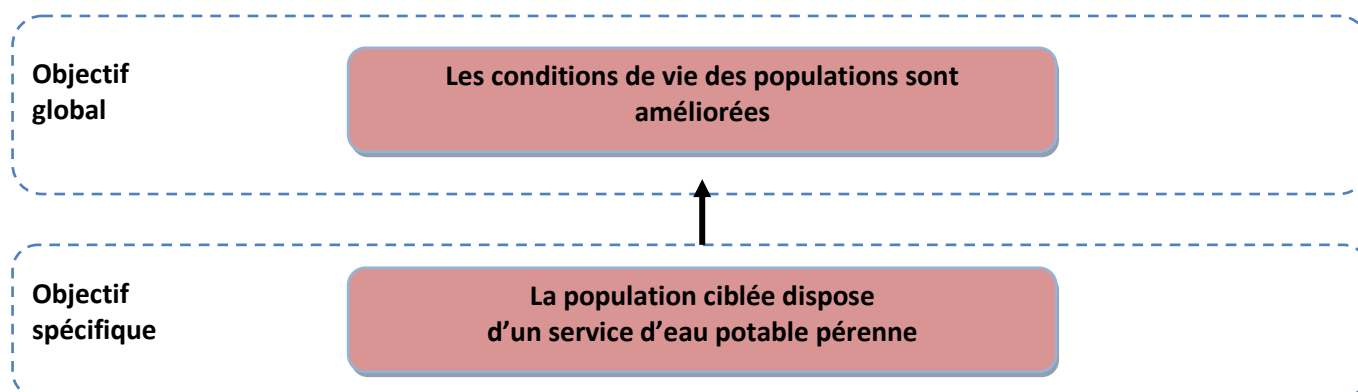 Objectif
global
Les conditions de vie des populations sont
améliorées
Objectif
spécifique
La population ciblée dispose
d’un service d’eau potable pérenne